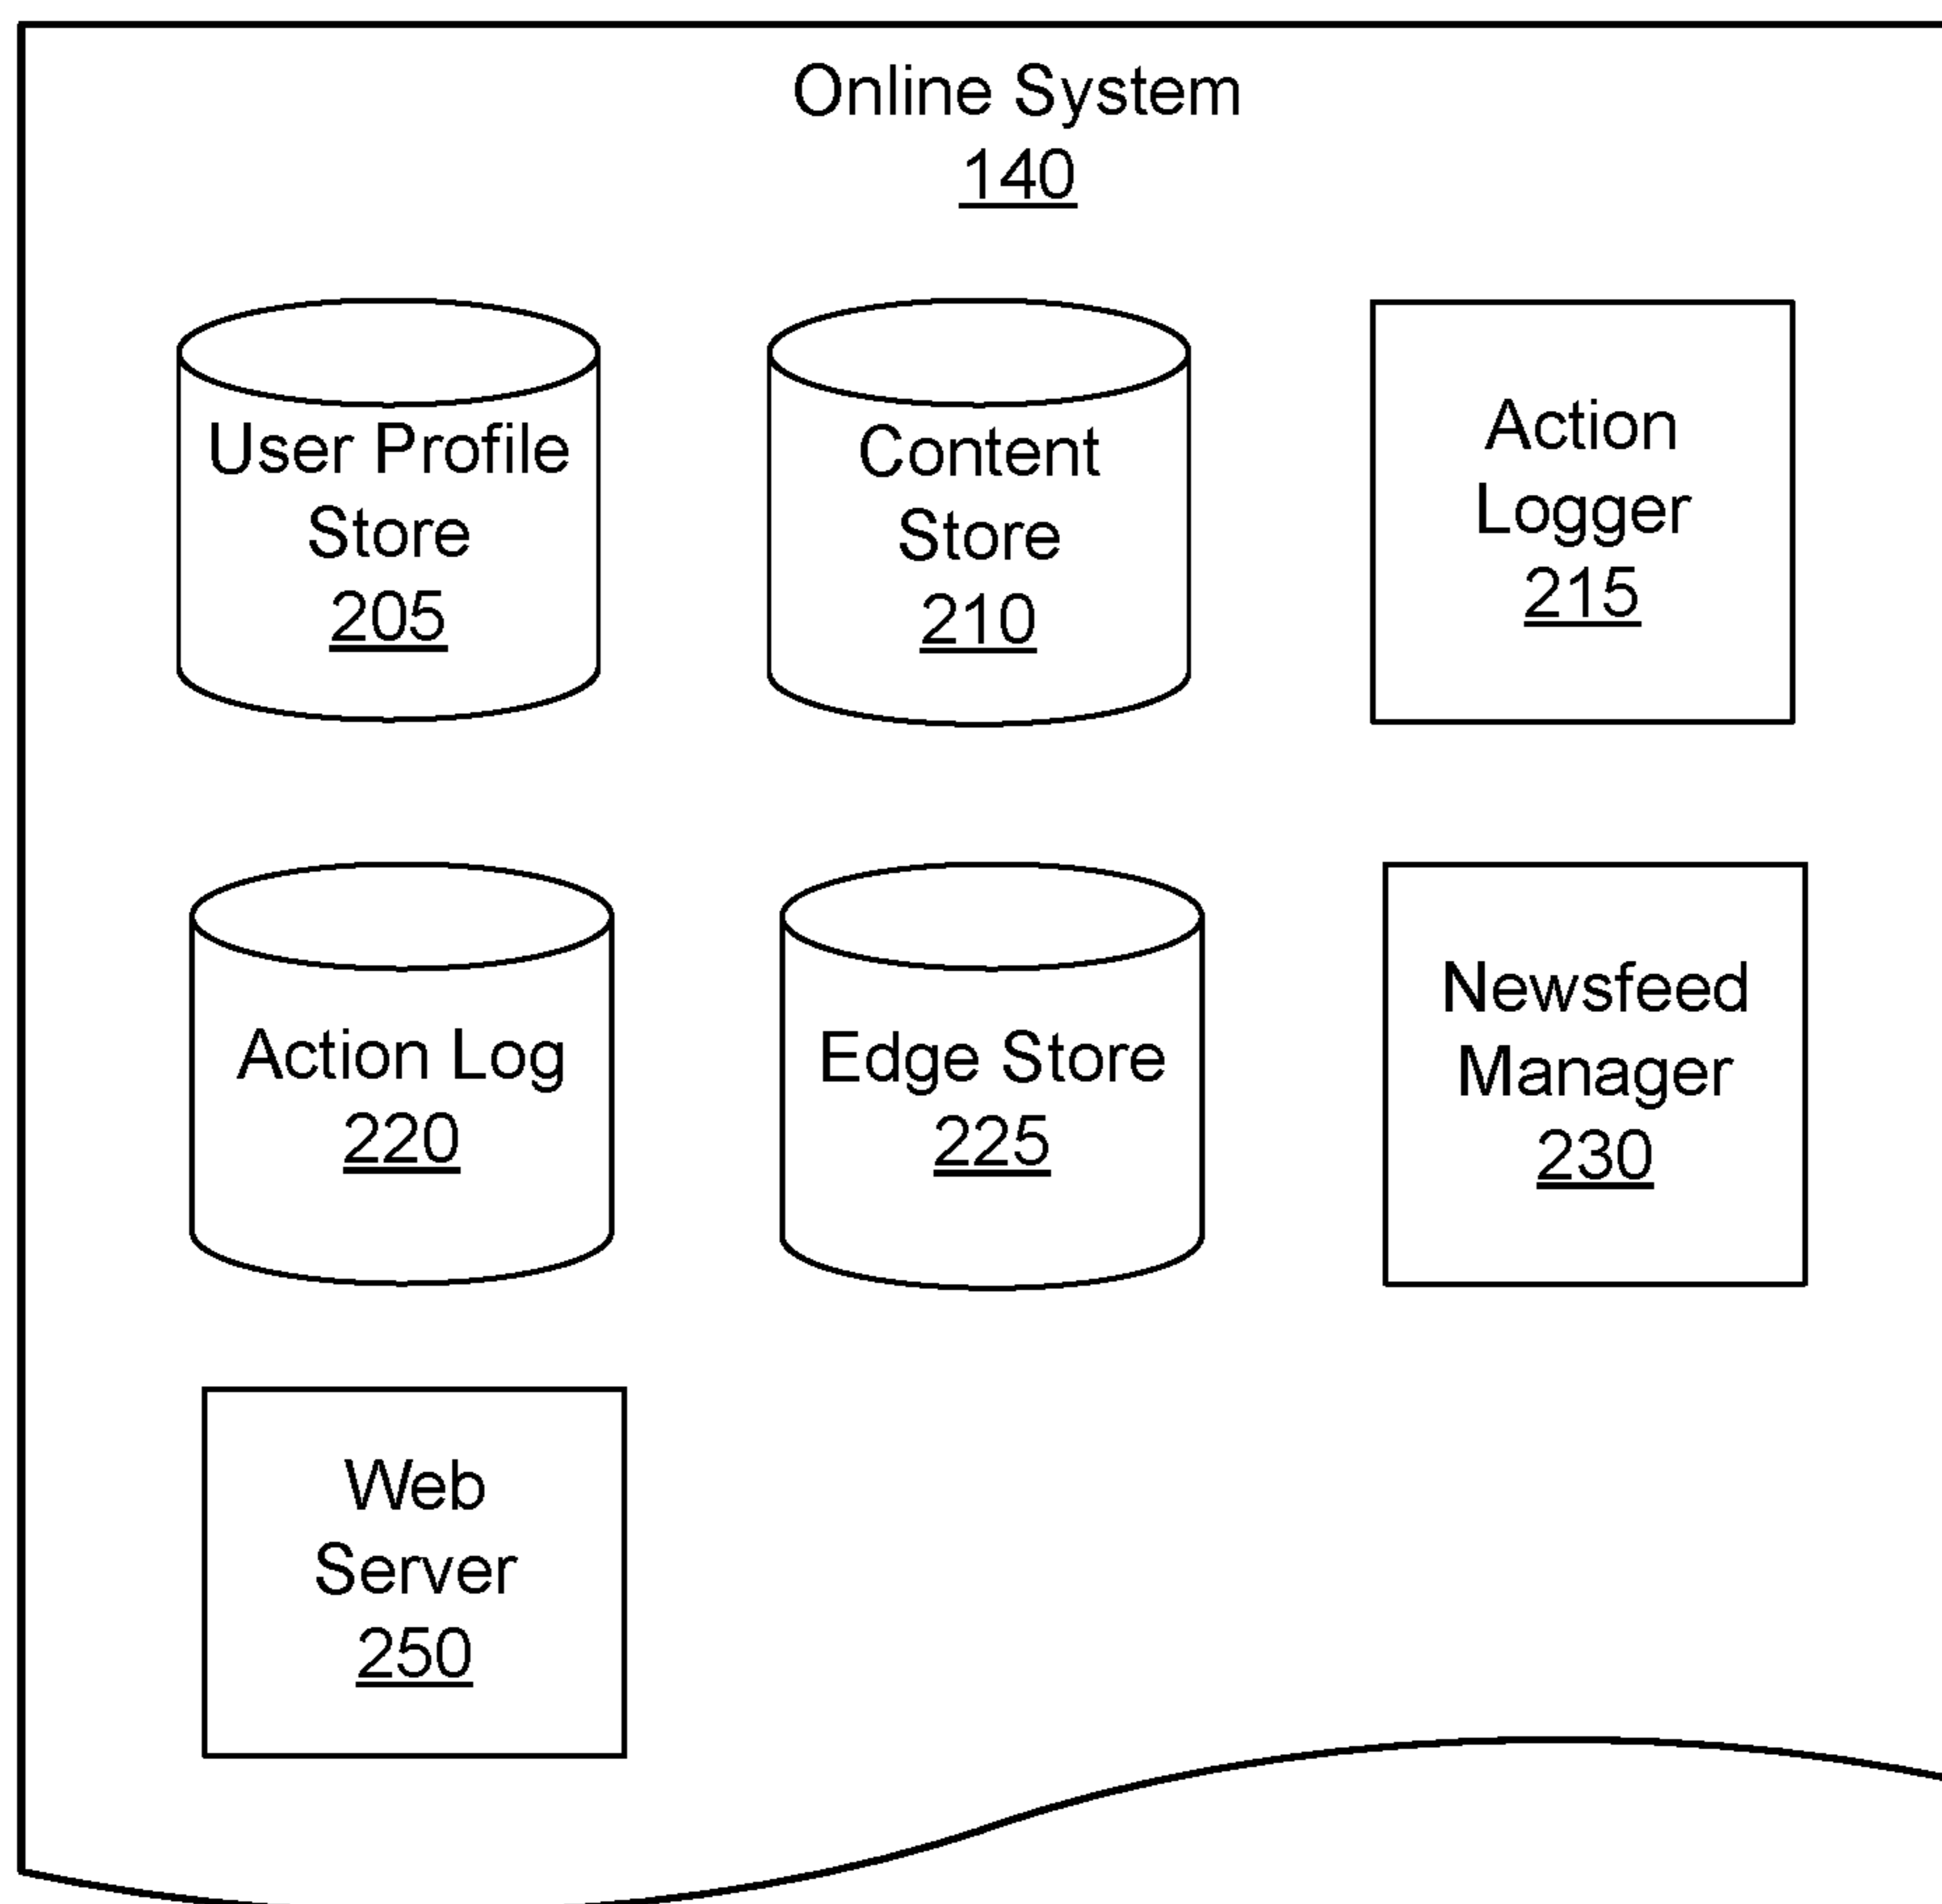 Online System
140
User Profile
Store
205
Content
Store
210
Action
Logger
215
Action Log
220
Edge Store
225
Newsfeed
Manager
230
Web
Server
250